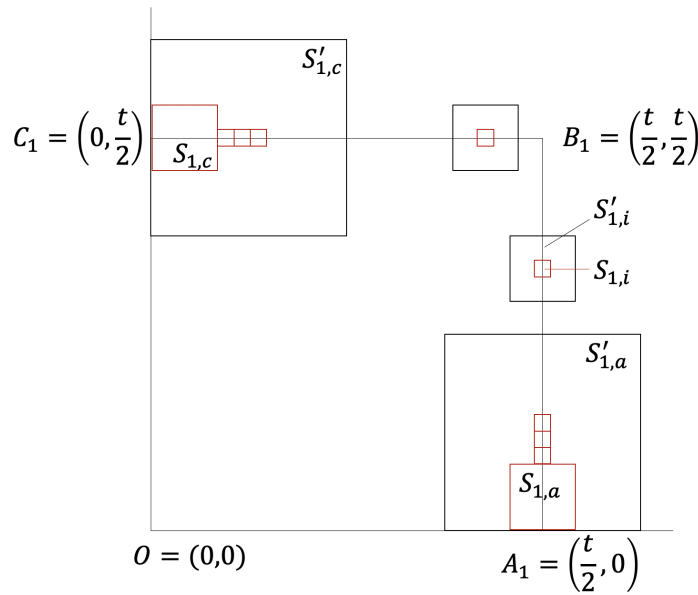 S′₁,c
C₁ = (0, t/2)
S₁,c
B₁ = (t/2, t/2)
S′₁,i
S₁,i
S′₁,a
S₁,a
O = (0,0)
A₁ = (t/2, 0)